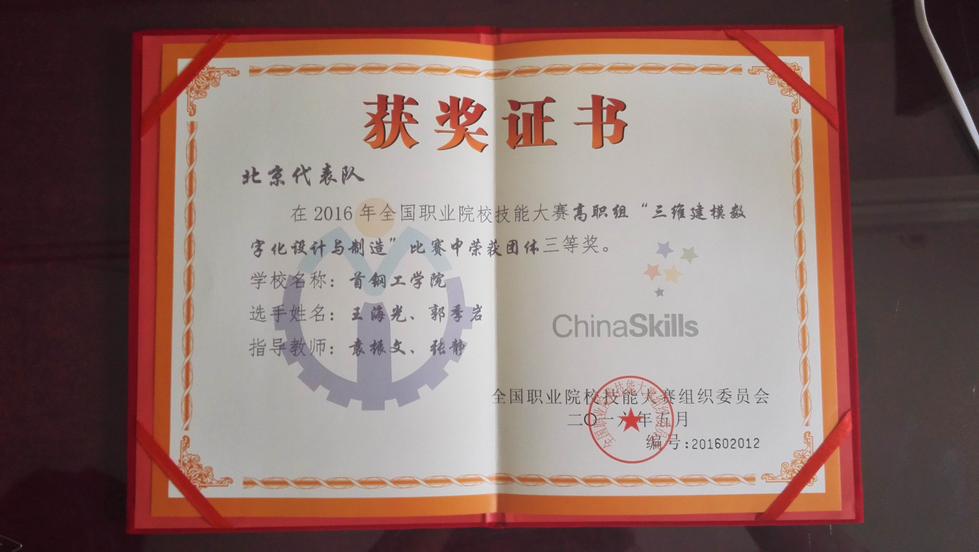 获奖证书
北京代表队
在2016年全国职业院校技能大赛高职组“三维建模数
字化设计与制造”比赛中荣获团体三等奖。
学校名称：首钢工学院
选手姓名：王海光、郭秀岩
指导教师：袁振文、张静
ChinaSkills
全国职业院校技能大赛组织委员会
二〇一六年五月
编号:201602012